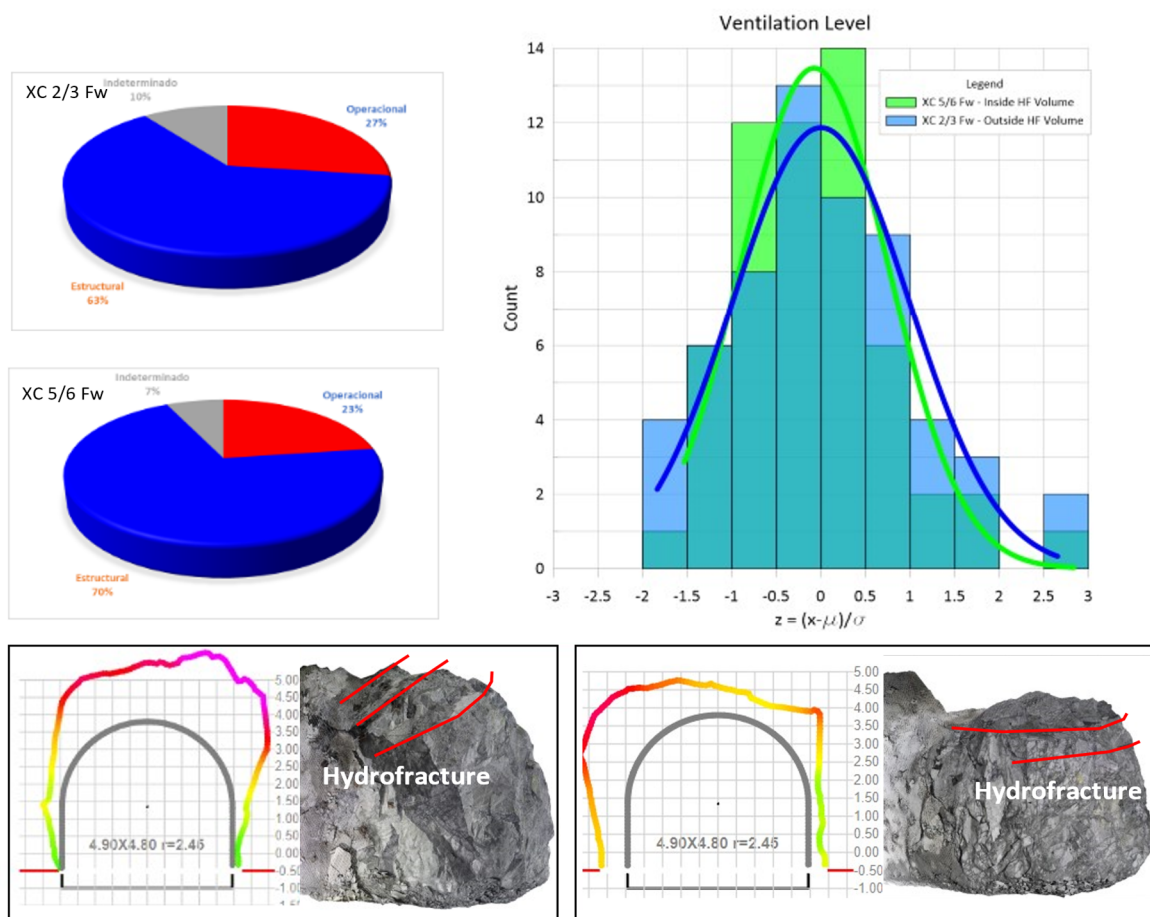 XC 2/3 Fw
Indeterminado
10%
Operacional
27%
Estructural
63%
XC 5/6 Fw
Indeterminado
7%
Operacional
23%
Estructural
70%
Ventilation Level
Legend
XC 5/6 Fw - Inside HF Volume
XC 2/3 Fw - Outside HF Volume
Count
14
12
10
8
6
4
2
0
-3 -2.5 -2 -1.5 -1 -0.5 0 0.5 1 1.5 2 2.5 3
z = (x-μ)/σ
5.00
4.50
4.00
3.50
3.00
2.50
2.00
1.50
1.00
0.50
0.00
-0.50
-1.00
4.90X4.80 r=2.45
Hydrofracture
5.00
4.50
4.00
3.50
3.00
2.50
2.00
1.50
1.00
0.50
0.00
-0.50
-1.00
4.90X4.80 r=2.45
Hydrofracture